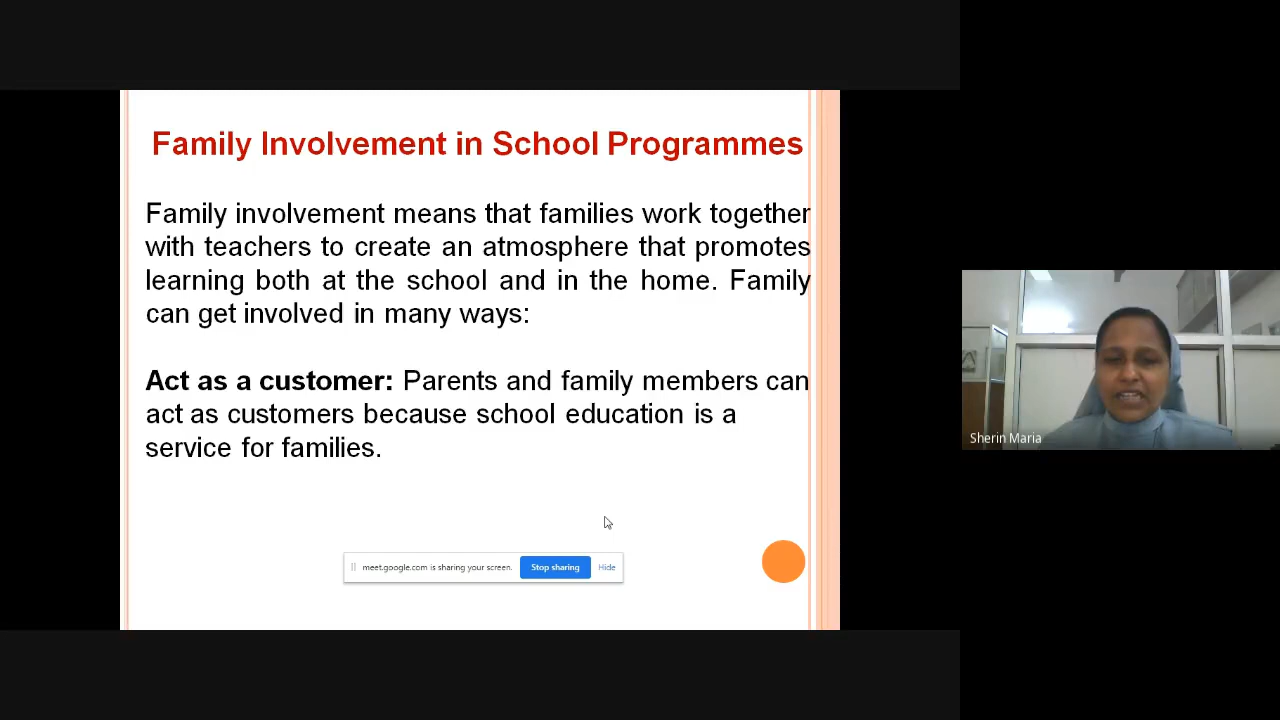 Family Involvement in School Programmes
Family involvement means that families work together
with teachers to create an atmosphere that promotes
learning both at the school and in the home. Family
can get involved in many ways:
Act as a customer: Parents and family members can
act as customers because school education is a
service for families.
meet.google.com is sharing your screen. Stop sharing Hide
Sherin Maria